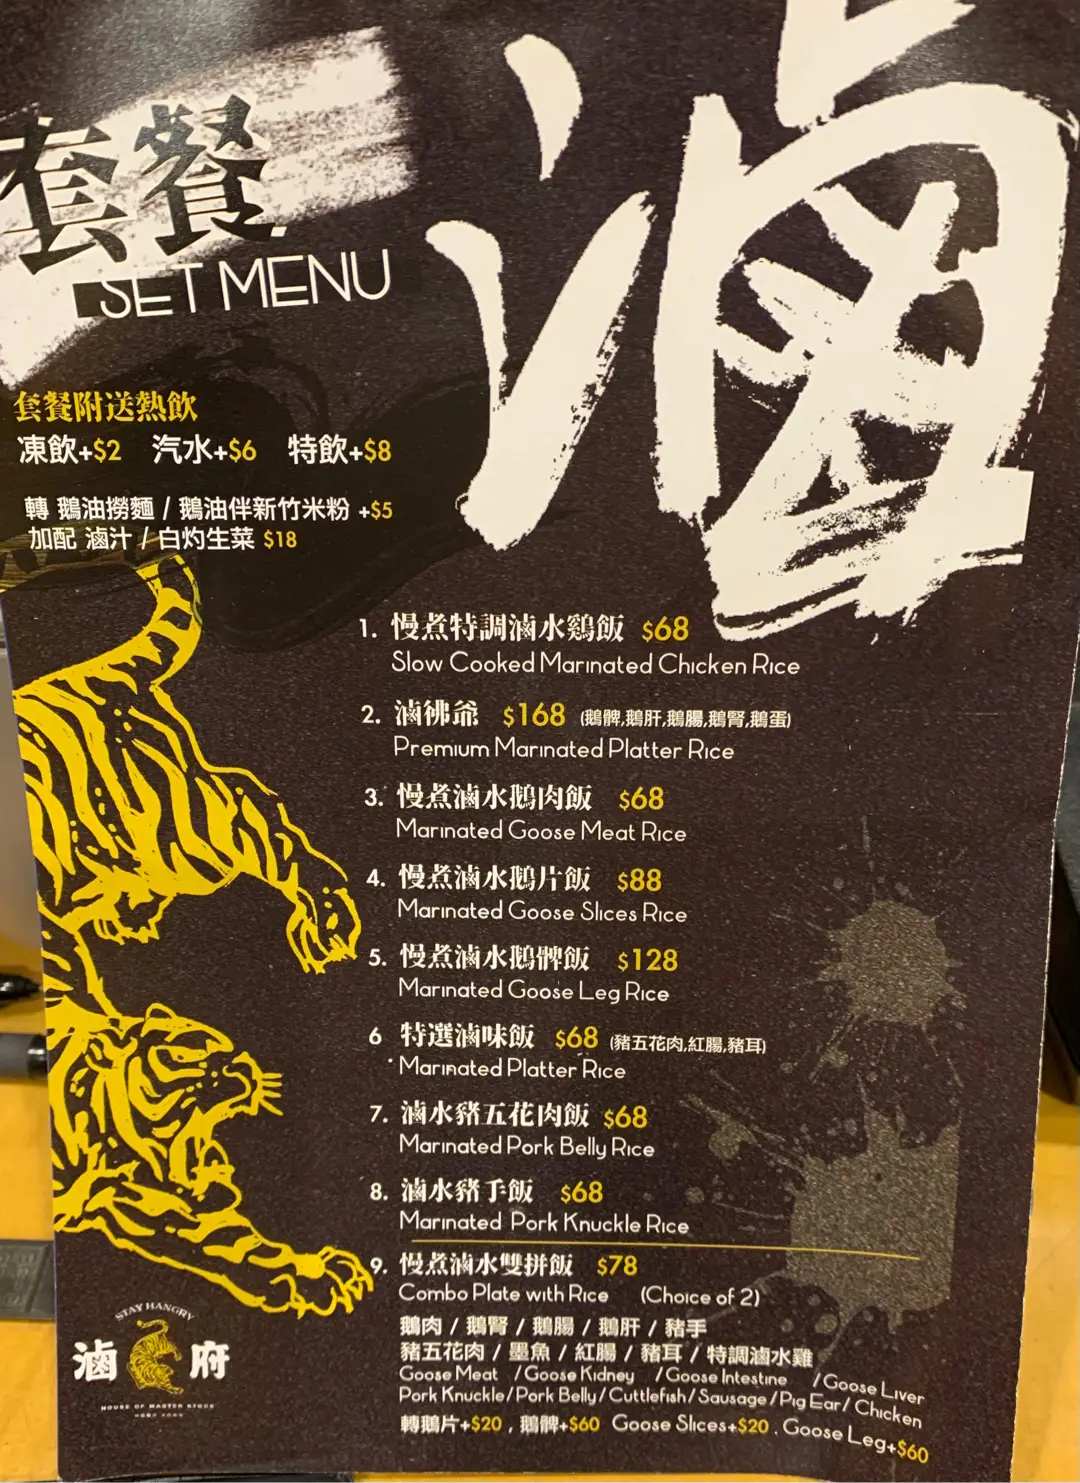 滷
套餐
SET MENU
套餐附送熱飲
凍飲+$2 汽水+$6 特飲+$8
轉 鵝油撈麵 / 鵝油伴新竹米粉 +$5
加配 滷汁 / 白灼生菜 $18
1. 慢煮特調滷水鷄飯 $68
Slow Cooked Marinated Chicken Rice
2. 滷彿爺 $168 (鵝髀,鵝肝,鵝腸,鵝腎,鵝蛋)
Premium Marinated Platter Rice
3. 慢煮滷水鵝肉飯 $68
Marinated Goose Meat Rice
4. 慢煮滷水鵝片飯 $88
Marinated Goose Slices Rice
5. 慢煮滷水鵝髀飯 $128
Marinated Goose Leg Rice
6 特選滷味飯 $68 (豬五花肉,紅腸,豬耳)
Marinated Platter Rice
7. 滷水豬五花肉飯 $68
Marinated Pork Belly Rice
8. 滷水豬手飯 $68
Marinated Pork Knuckle Rice
9. 慢煮滷水雙拼飯 $78
Combo Plate with Rice (Choice of 2)
鵝肉 / 鵝腎 / 鵝腸 / 鵝肝 / 豬手
豬五花肉 / 墨魚 / 紅腸 / 豬耳 / 特調滷水雞
Goose Meat /Goose Kidney /Goose Intestine /Goose Liver
Pork Knuckle/Pork Belly/Cuttlefish/Sausage/Pig Ear/Chicken
轉鵝片+$20 , 鵝髀+$60 Goose Slices+$20 . Goose Leg+$60
STAY HANGRY
滷府
HOUSE OF MASTER STOCK
HONG KONG